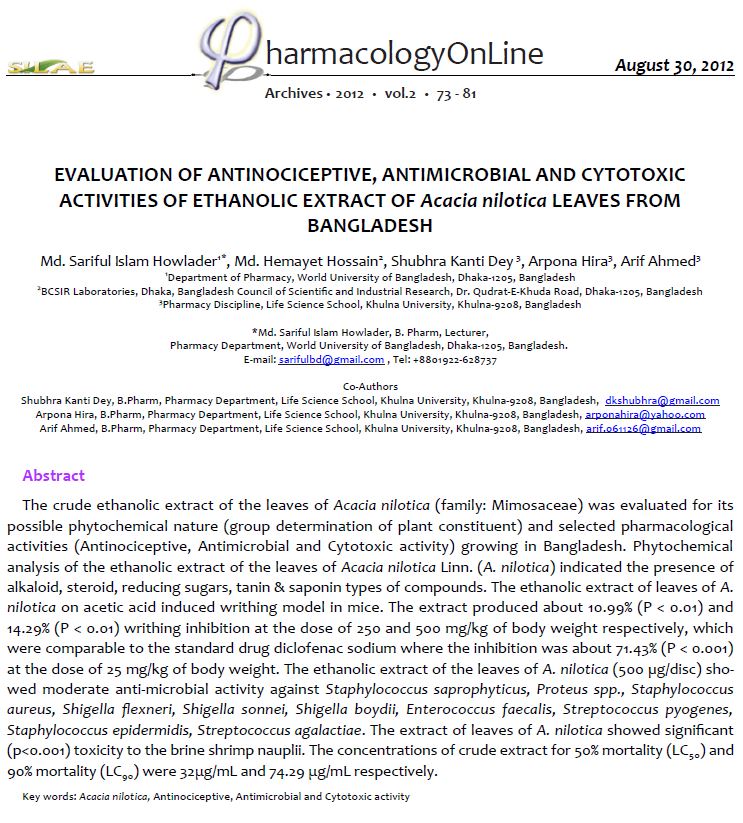 SILAE
PharmacologyOnLine
August 30, 2012
Archives • 2012 • vol.2 • 73 - 81
EVALUATION OF ANTINOCICEPTIVE, ANTIMICROBIAL AND CYTOTOXIC
ACTIVITIES OF ETHANOLIC EXTRACT OF Acacia nilotica LEAVES FROM
BANGLADESH
Md. Sariful Islam Howlader¹*, Md. Hemayet Hossain², Shubhra Kanti Dey ³, Arpona Hira³, Arif Ahmed³
¹Department of Pharmacy, World University of Bangladesh, Dhaka-1205, Bangladesh
²BCSIR Laboratories, Dhaka, Bangladesh Council of Scientific and Industrial Research, Dr. Qudrat-E-Khuda Road, Dhaka-1205, Bangladesh
³Pharmacy Discipline, Life Science School, Khulna University, Khulna-9208, Bangladesh
*Md. Sariful Islam Howlader, B. Pharm, Lecturer,
Pharmacy Department, World University of Bangladesh, Dhaka-1205, Bangladesh.
E-mail: sarifulbd@gmail.com , Tel: +8801922-628737
Co-Authors
Shubhra Kanti Dey, B.Pharm, Pharmacy Department, Life Science School, Khulna University, Khulna-9208, Bangladesh, dkshubhra@gmail.com
Arpona Hira, B.Pharm, Pharmacy Department, Life Science School, Khulna University, Khulna-9208, Bangladesh, arponahira@yahoo.com
Arif Ahmed, B.Pharm, Pharmacy Department, Life Science School, Khulna University, Khulna-9208, Bangladesh, arif.061126@gmail.com
Abstract
The crude ethanolic extract of the leaves of Acacia nilotica (family: Mimosaceae) was evaluated for its
possible phytochemical nature (group determination of plant constituent) and selected pharmacological
activities (Antinociceptive, Antimicrobial and Cytotoxic activity) growing in Bangladesh. Phytochemical
analysis of the ethanolic extract of the leaves of Acacia nilotica Linn. (A. nilotica) indicated the presence of
alkaloid, steroid, reducing sugars, tanin & saponin types of compounds. The ethanolic extract of leaves of A.
nilotica on acetic acid induced writhing model in mice. The extract produced about 10.99% (P < 0.01) and
14.29% (P < 0.01) writhing inhibition at the dose of 250 and 500 mg/kg of body weight respectively, which
were comparable to the standard drug diclofenac sodium where the inhibition was about 71.43% (P < 0.001)
at the dose of 25 mg/kg of body weight. The ethanolic extract of the leaves of A. nilotica (500 µg/disc) sho-
wed moderate anti-microbial activity against Staphylococcus saprophyticus, Proteus spp., Staphylococcus
aureus, Shigella flexneri, Shigella sonnei, Shigella boydii, Enterococcus faecalis, Streptococcus pyogenes,
Staphylococcus epidermidis, Streptococcus agalactiae. The extract of leaves of A. nilotica showed significant
(p<0.001) toxicity to the brine shrimp nauplii. The concentrations of crude extract for 50% mortality (LC₅₀) and
90% mortality (LC₉₀) were 32µg/mL and 74.29 µg/mL respectively.
Key words: Acacia nilotica, Antinociceptive, Antimicrobial and Cytotoxic activity